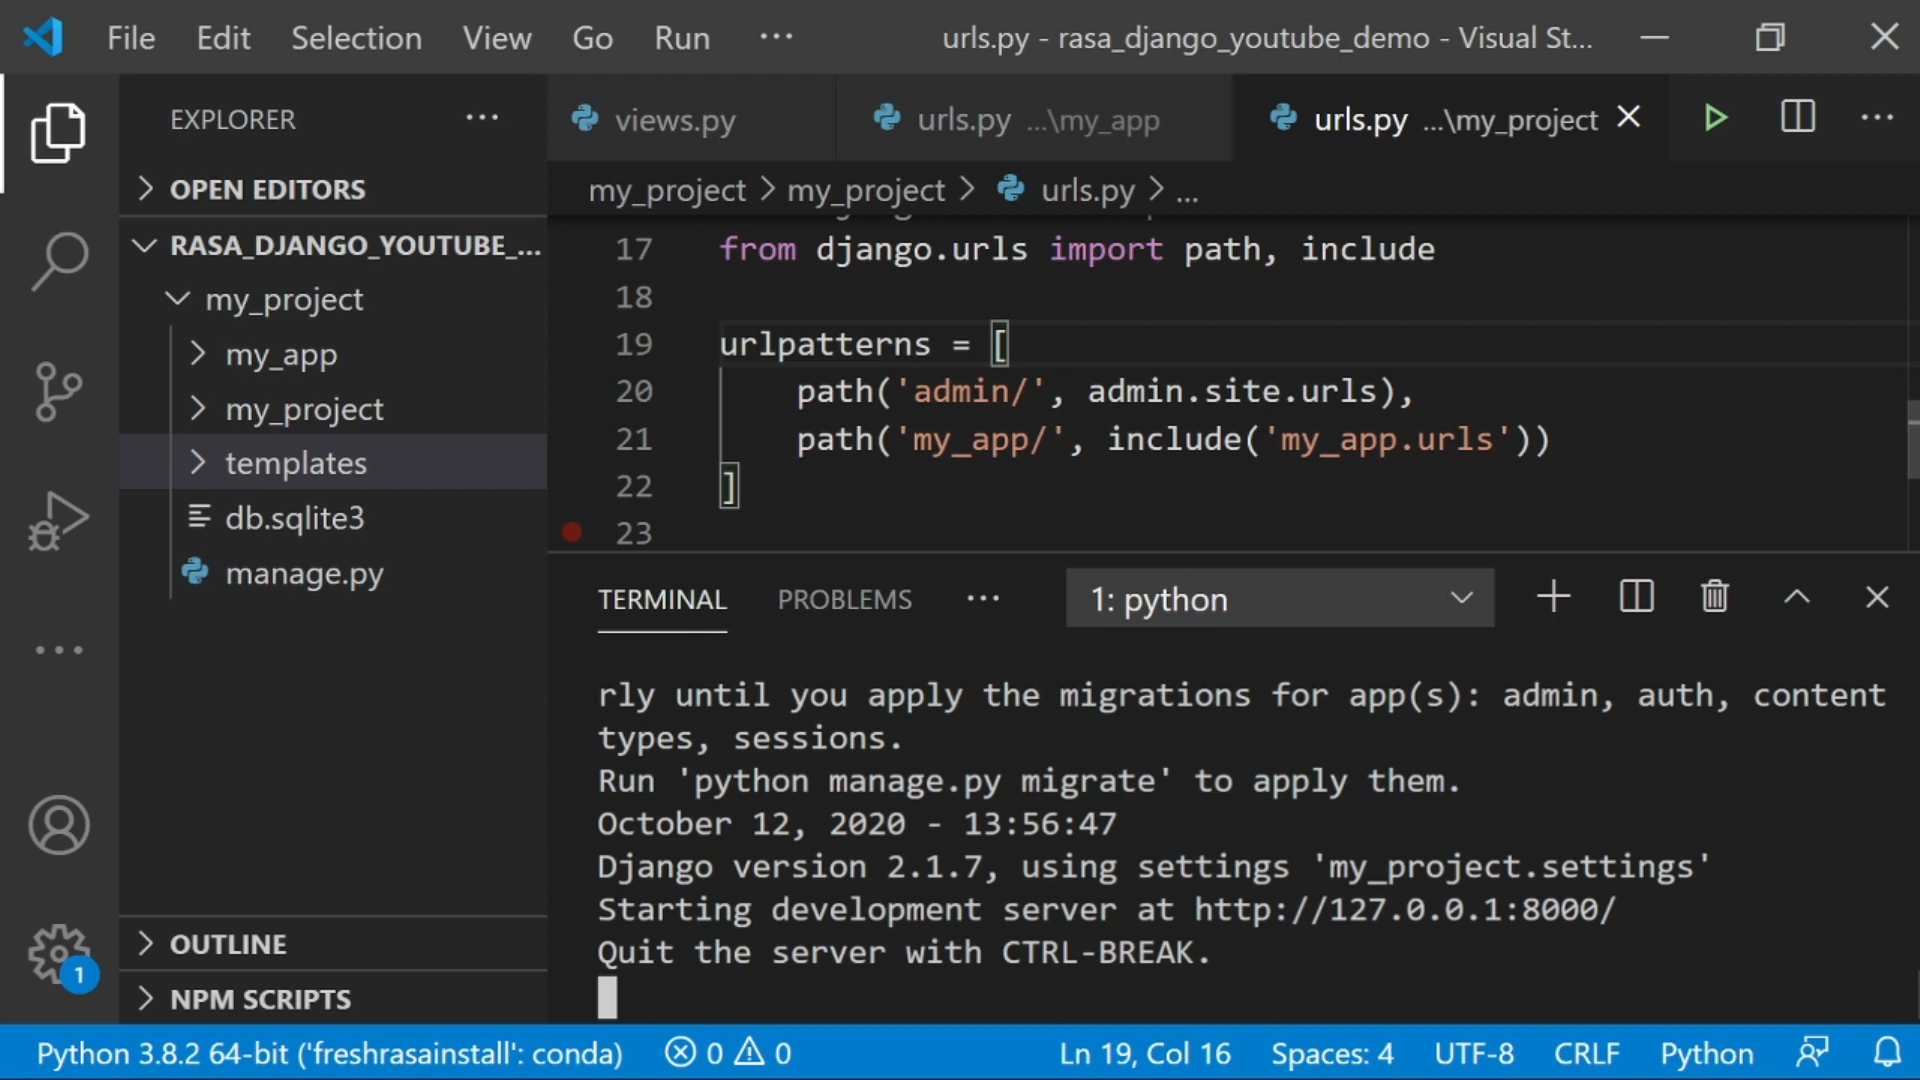 File Edit Selection View Go Run ··· urls.py - rasa_django_youtube_demo - Visual St...
EXPLORER ···
OPEN EDITORS
RASA_DJANGO_YOUTUBE_...
my_project
my_app
my_project
templates
db.sqlite3
manage.py
OUTLINE
NPM SCRIPTS
1
views.py urls.py ...\my_app urls.py ...\my_project
my_project > my_project > urls.py > ...
17 from django.urls import path, include
18
19 urlpatterns = [
20     path('admin/', admin.site.urls),
21     path('my_app/', include('my_app.urls'))
22 ]
23
TERMINAL PROBLEMS ··· 1: python
rly until you apply the migrations for app(s): admin, auth, content
types, sessions.
Run 'python manage.py migrate' to apply them.
October 12, 2020 - 13:56:47
Django version 2.1.7, using settings 'my_project.settings'
Starting development server at http://127.0.0.1:8000/
Quit the server with CTRL-BREAK.
Python 3.8.2 64-bit ('freshrasainstall': conda) 0 0 Ln 19, Col 16 Spaces: 4 UTF-8 CRLF Python